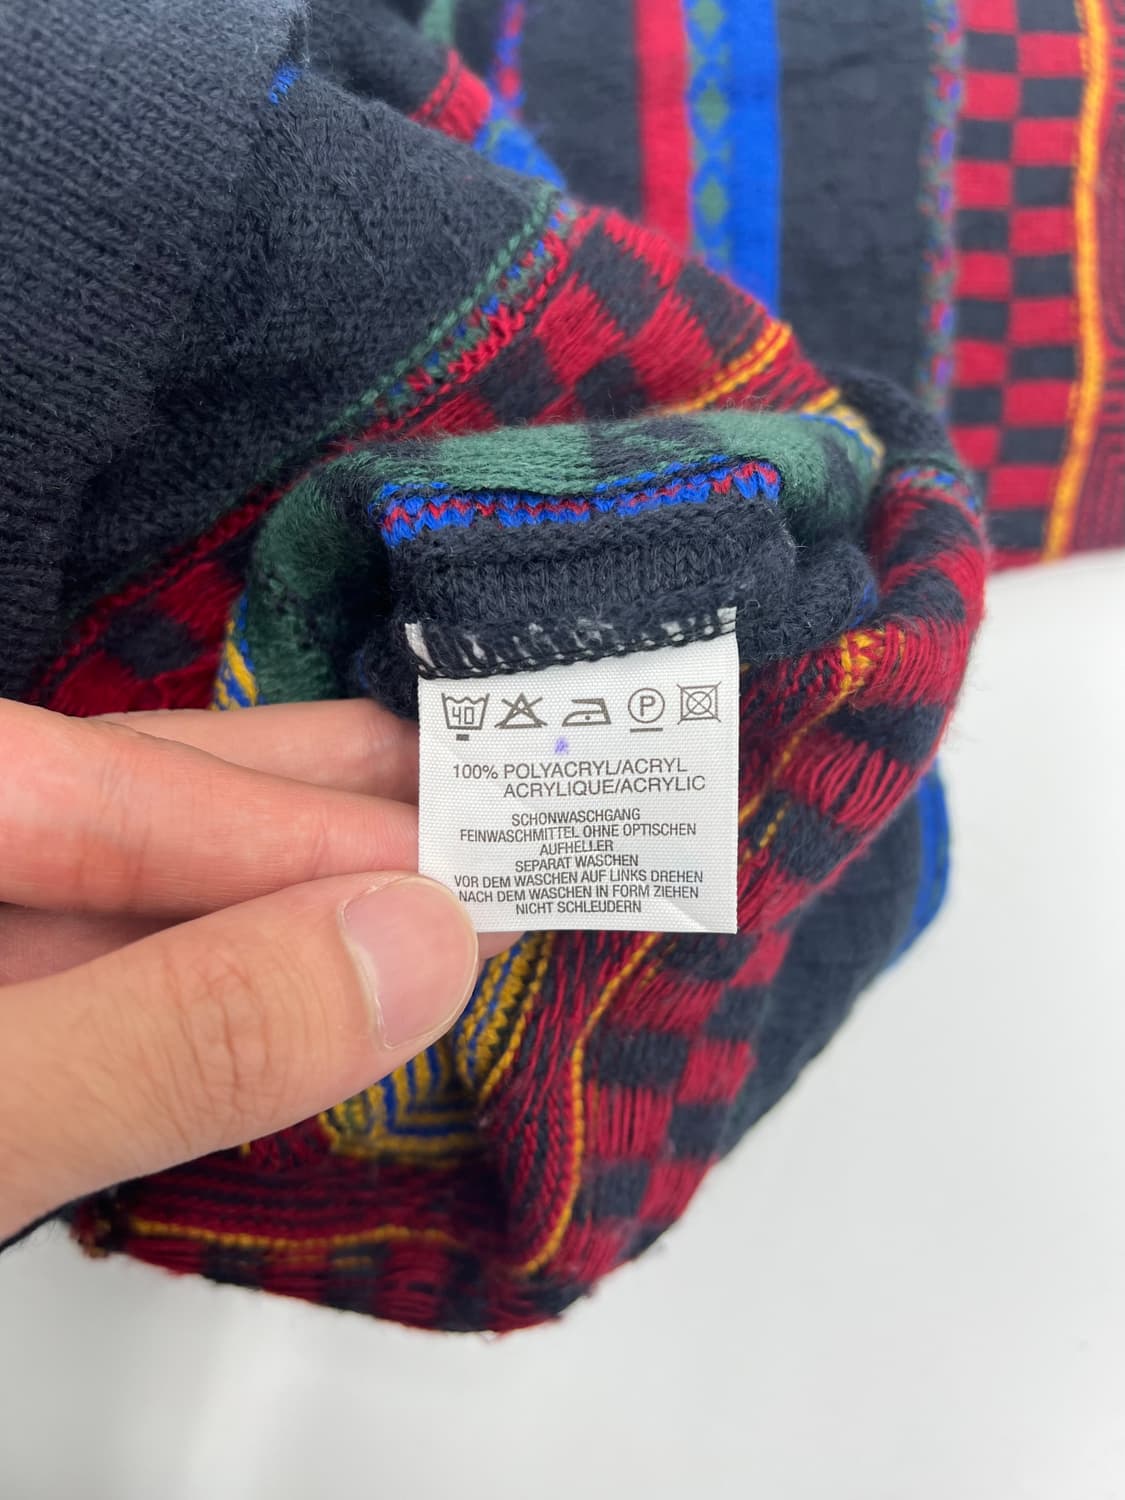 40
P
100% POLYACRYL/ACRYL
ACRYLIQUE/ACRYLIC
SCHONWASCHGANG
FEINWASCHMITTEL OHNE OPTISCHEN
AUFHELLER
SEPARAT WASCHEN
VOR DEM WASCHEN AUF LINKS DREHEN
NACH DEM WASCHEN IN FORM ZIEHEN
NICHT SCHLEUDERN